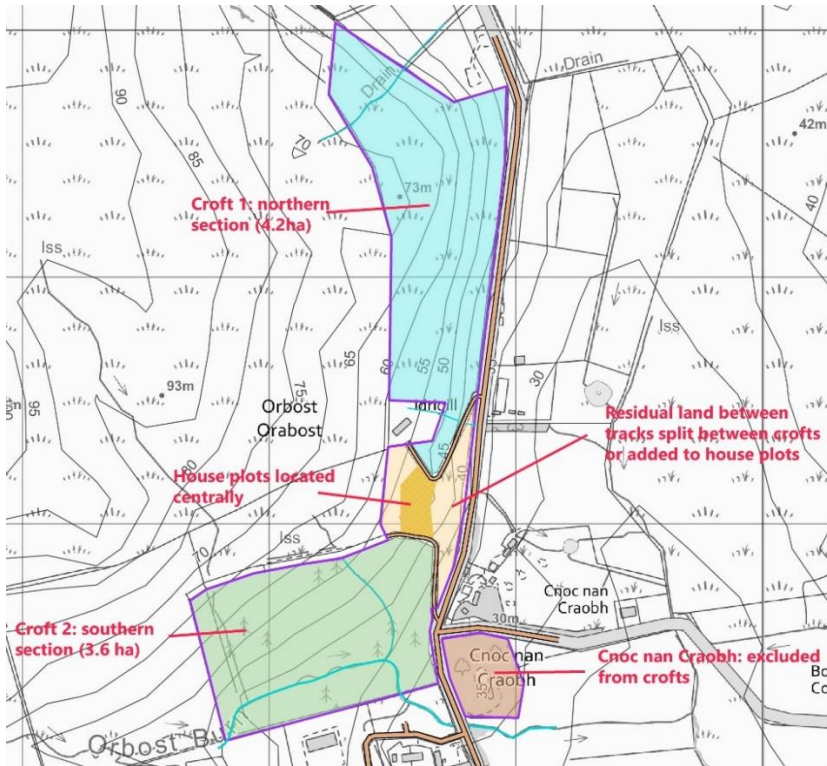 Drain
Drain
90
85
70
42m
40
73m
Croft 1: northern
section (4.2ha)
Iss
Iss
65
60
55
50
30
93m
75
80
95
Orbost
Orabost
Idrigill
45
40
Residual land between
tracks split between crofts
or added to house plots
House plots located
centrally
Iss
70
Cnoc nan
Craobh
30m
Croft 2: southern
section (3.6 ha)
Cnoc nan
Craobh
35
Cnoc nan Craobh: excluded
from crofts
Orbost Burn